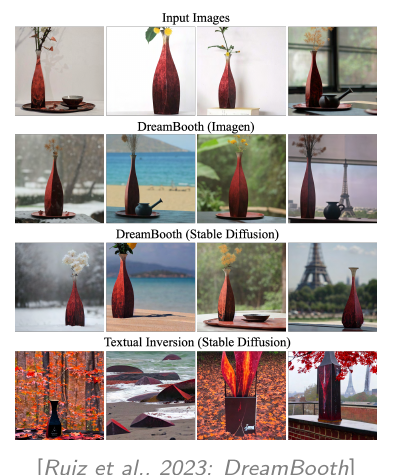 Input Images
DreamBooth (Imagen)
DreamBooth (Stable Diffusion)
Textual Inversion (Stable Diffusion)
[Ruiz et al., 2023; DreamBooth]